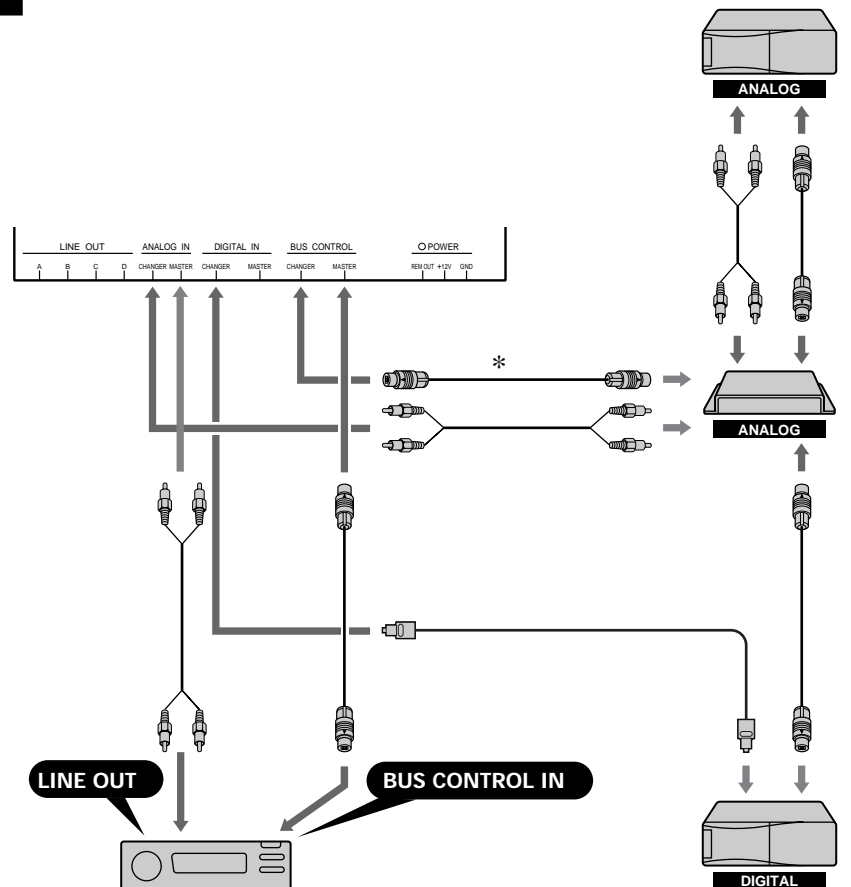 ANALOG
LINE OUT ANALOG IN DIGITAL IN BUS CONTROL POWER
A B C D CHANGER MASTER CHANGER MASTER CHANGER MASTER REM OUT +12V GND
*
ANALOG
LINE OUT
BUS CONTROL IN
DIGITAL